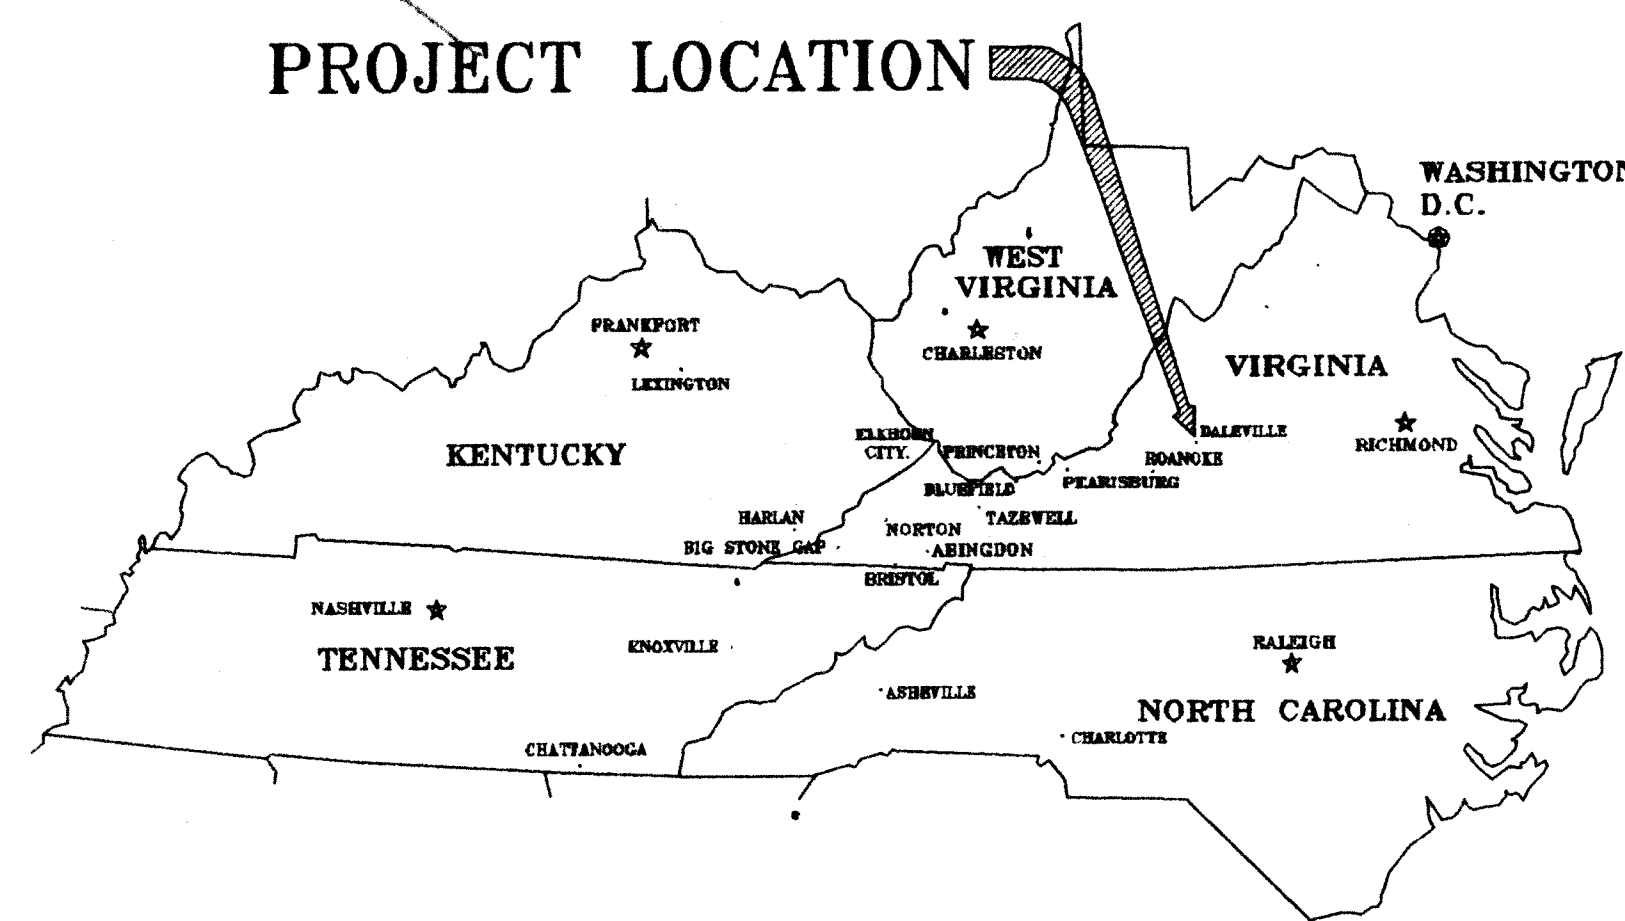 PROJECT LOCATION
WASHINGTON
D.C.
WEST
VIRGINIA
FRANKFORT
CHARLESTON
LEXINGTON
VIRGINIA
KENTUCKY
ELKHORN
CITY.
PRINCETON
DALEVILLE
RICHMOND
ROANOKE
BLUEFIELD
PEARISBURG
HARLAN
NORTON
TAZEWELL
BIG STONE GAP
ABINGDON
BRISTOL
NASHVILLE
TENNESSEE
KNOXVILLE
RALEIGH
ASHEVILLE
NORTH CAROLINA
CHATTANOOGA
CHARLOTTE